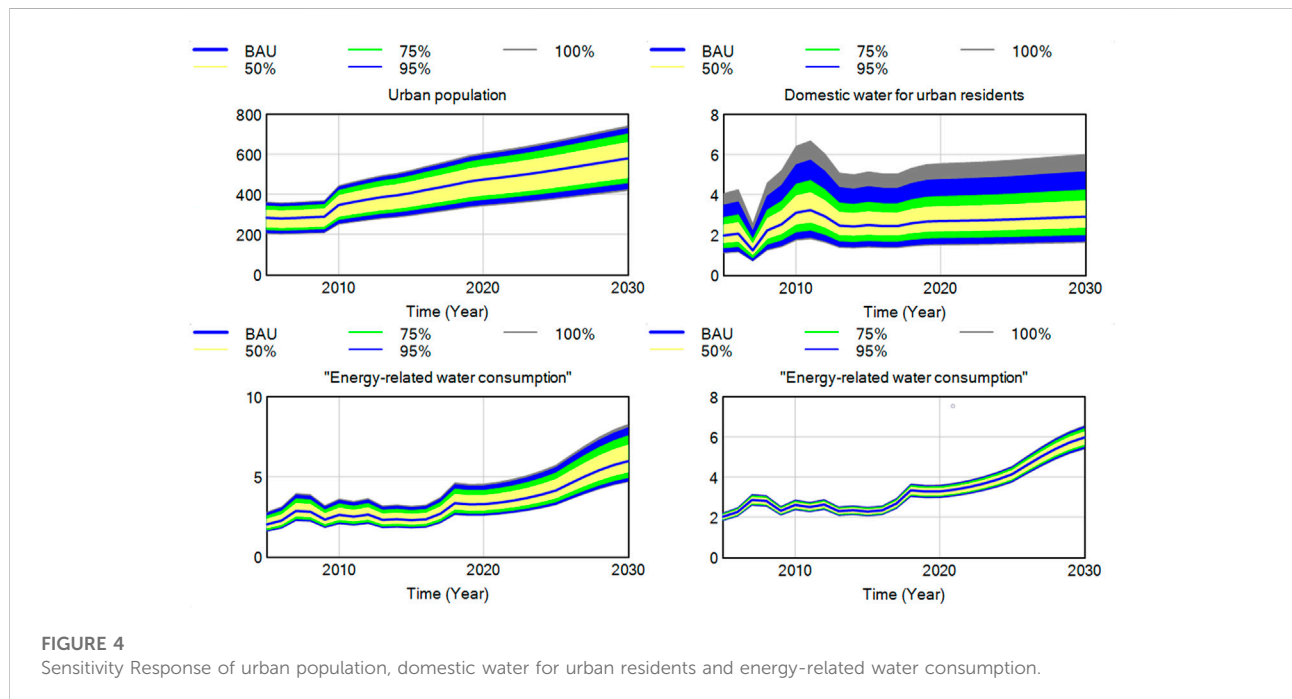 BAU 75% 100%
50% 95%
Urban population
800
600
400
200
0
2010 2020 2030
Time (Year)
BAU 75% 100%
50% 95%
Domestic water for urban residents
8
6
4
2
0
2010 2020 2030
Time (Year)
BAU 75% 100%
50% 95%
"Energy-related water consumption"
10
5
0
2010 2020 2030
Time (Year)
BAU 75% 100%
50% 95%
"Energy-related water consumption"
8
6
4
2
0
2010 2020 2030
Time (Year)
FIGURE 4
Sensitivity Response of urban population, domestic water for urban residents and energy-related water consumption.